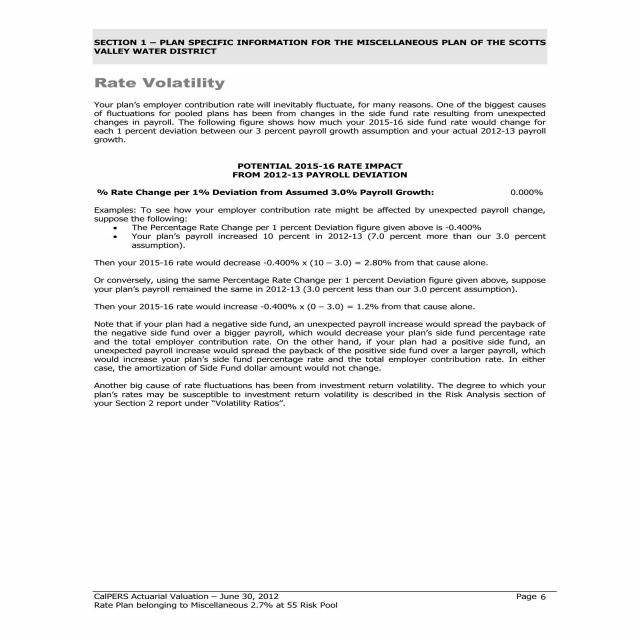 SECTION 1 – PLAN SPECIFIC INFORMATION FOR THE MISCELLANEOUS PLAN OF THE SCOTTS
VALLEY WATER DISTRICT
Rate Volatility
Your plan's employer contribution rate will inevitably fluctuate, for many reasons. One of the biggest causes
of fluctuations for pooled plans has been from changes in the side fund rate resulting from unexpected
changes in payroll. The following figure shows how much your 2015-16 side fund rate would change for
each 1 percent deviation between our 3 percent payroll growth assumption and your actual 2012-13 payroll
growth.
POTENTIAL 2015-16 RATE IMPACT
FROM 2012-13 PAYROLL DEVIATION
% Rate Change per 1% Deviation from Assumed 3.0% Payroll Growth: 0.000%
Examples: To see how your employer contribution rate might be affected by unexpected payroll change,
suppose the following:
• The Percentage Rate Change per 1 percent Deviation figure given above is -0.400%
• Your plan's payroll increased 10 percent in 2012-13 (7.0 percent more than our 3.0 percent
assumption).
Then your 2015-16 rate would decrease -0.400% x (10 – 3.0) = 2.80% from that cause alone.
Or conversely, using the same Percentage Rate Change per 1 percent Deviation figure given above, suppose
your plan's payroll remained the same in 2012-13 (3.0 percent less than our 3.0 percent assumption).
Then your 2015-16 rate would increase -0.400% x (0 – 3.0) = 1.2% from that cause alone.
Note that if your plan had a negative side fund, an unexpected payroll increase would spread the payback of
the negative side fund over a bigger payroll, which would decrease your plan's side fund percentage rate
and the total employer contribution rate. On the other hand, if your plan had a positive side fund, an
unexpected payroll increase would spread the payback of the positive side fund over a larger payroll, which
would increase your plan's side fund percentage rate and the total employer contribution rate. In either
case, the amortization of Side Fund dollar amount would not change.
Another big cause of rate fluctuations has been from investment return volatility. The degree to which your
plan's rates may be susceptible to investment return volatility is described in the Risk Analysis section of
your Section 2 report under "Volatility Ratios".
CalPERS Actuarial Valuation – June 30, 2012 Page 6
Rate Plan belonging to Miscellaneous 2.7% at 55 Risk Pool